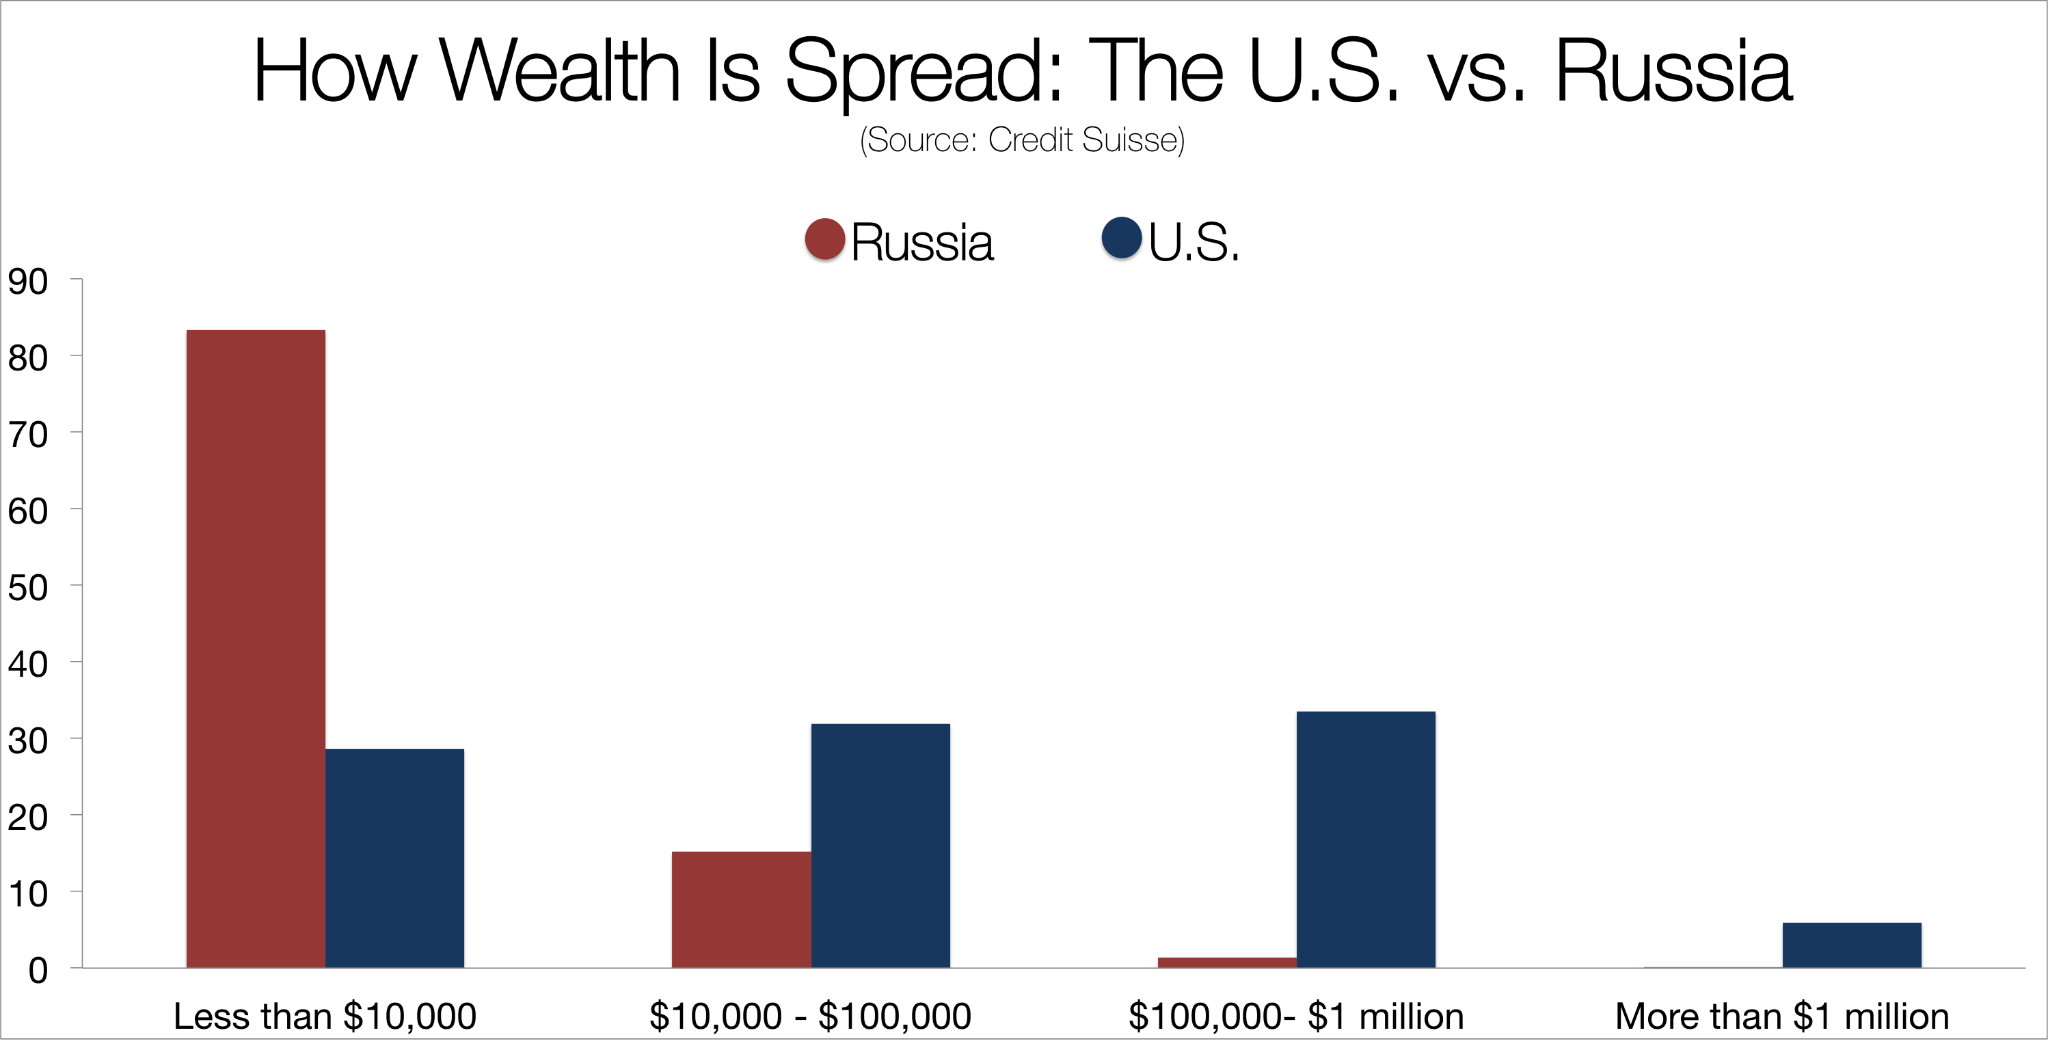 How Wealth Is Spread: The U.S. vs. Russia
(Source: Credit Suisse)
Russia U.S.
90
80
70
60
50
40
30
20
10
0
Less than $10,000 $10,000 - $100,000 $100,000- $1 million More than $1 million